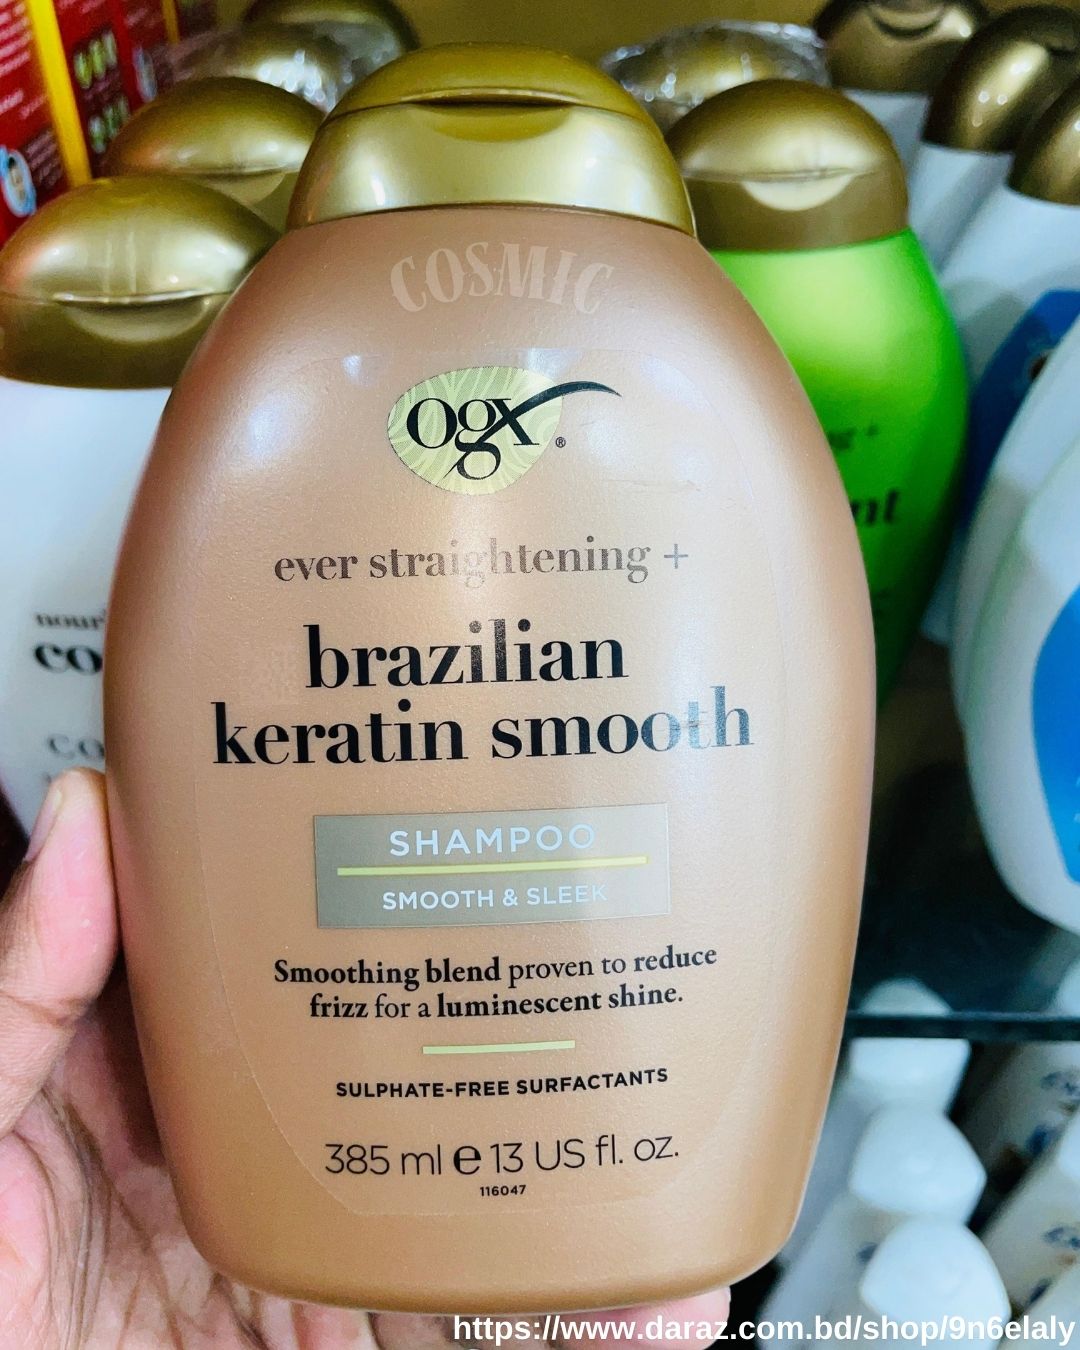 COSMIC
ogx®
ever straightening +
brazilian
keratin smooth
SHAMPOO
SMOOTH & SLEEK
Smoothing blend proven to reduce
frizz for a luminescent shine.
SULPHATE-FREE SURFACTANTS
385 ml e 13 US fl. oz.
116047
https://www.daraz.com.bd/shop/9n6elaly